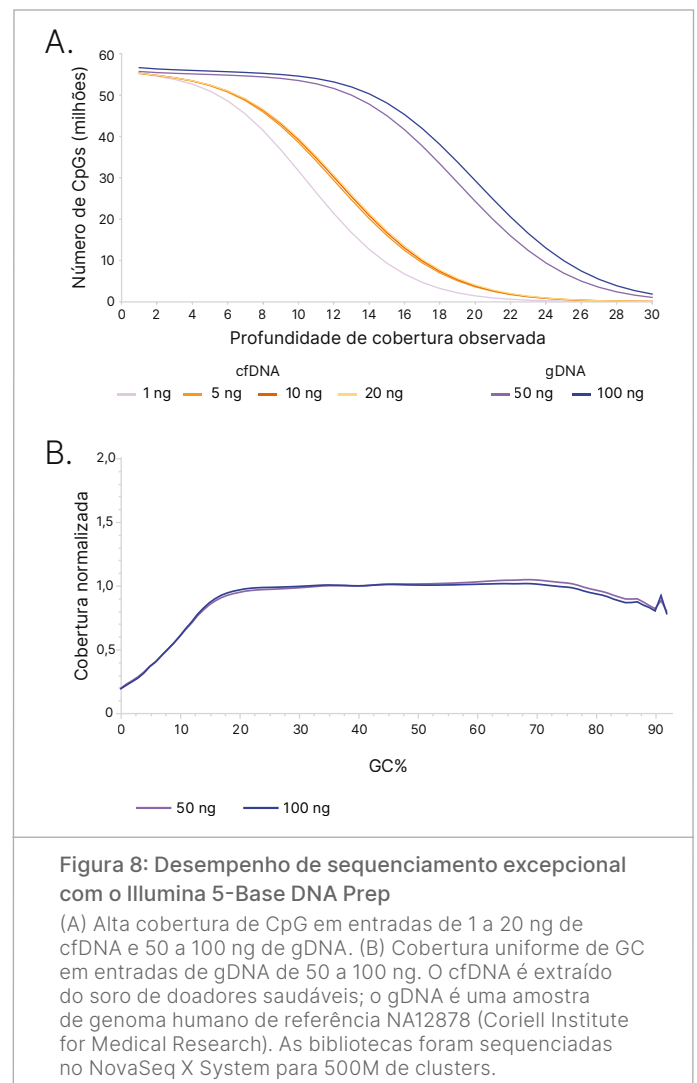 A.
Número de CpGs (milhões)
60
50
40
30
20
10
0
0 2 4 6 8 10 12 14 16 18 20 22 24 26 28 30
Profundidade de cobertura observada
cfDNA gDNA
1 ng 5 ng 10 ng 20 ng 50 ng 100 ng
B.
Cobertura normalizada
2,0
1,5
1,0
0,5
0
0 10 20 30 40 50 60 70 80 90
GC%
50 ng 100 ng
Figura 8: Desempenho de sequenciamento excepcional
com o Illumina 5-Base DNA Prep
(A) Alta cobertura de CpG em entradas de 1 a 20 ng de
cfDNA e 50 a 100 ng de gDNA. (B) Cobertura uniforme de GC
em entradas de gDNA de 50 a 100 ng. O cfDNA é extraído
do soro de doadores saudáveis; o gDNA é uma amostra
de genoma humano de referência NA12878 (Coriell Institute
for Medical Research). As bibliotecas foram sequenciadas
no NovaSeq X System para 500M de clusters.